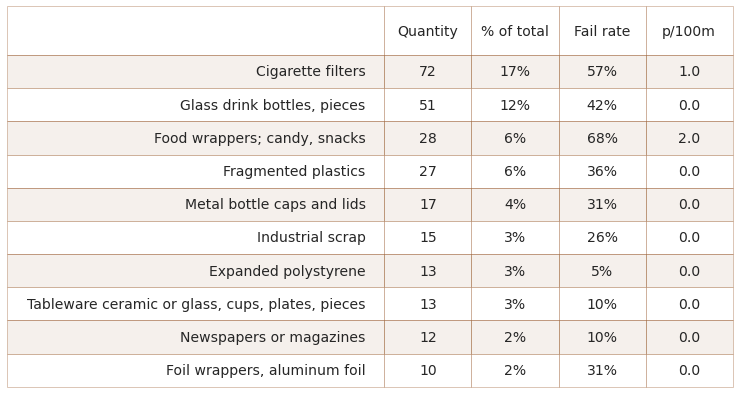 Quantity % of total Fail rate p/100m
Cigarette filters 72 17% 57% 1.0
Glass drink bottles, pieces 51 12% 42% 0.0
Food wrappers; candy, snacks 28 6% 68% 2.0
Fragmented plastics 27 6% 36% 0.0
Metal bottle caps and lids 17 4% 31% 0.0
Industrial scrap 15 3% 26% 0.0
Expanded polystyrene 13 3% 5% 0.0
Tableware ceramic or glass, cups, plates, pieces 13 3% 10% 0.0
Newspapers or magazines 12 2% 10% 0.0
Foil wrappers, aluminum foil 10 2% 31% 0.0